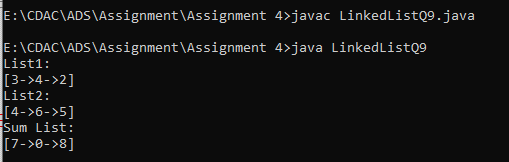 E:\CDAC\ADS\Assignment\Assignment 4>javac LinkedListQ9.java
E:\CDAC\ADS\Assignment\Assignment 4>java LinkedListQ9
List1:
[3->4->2]
List2:
[4->6->5]
Sum List:
[7->0->8]